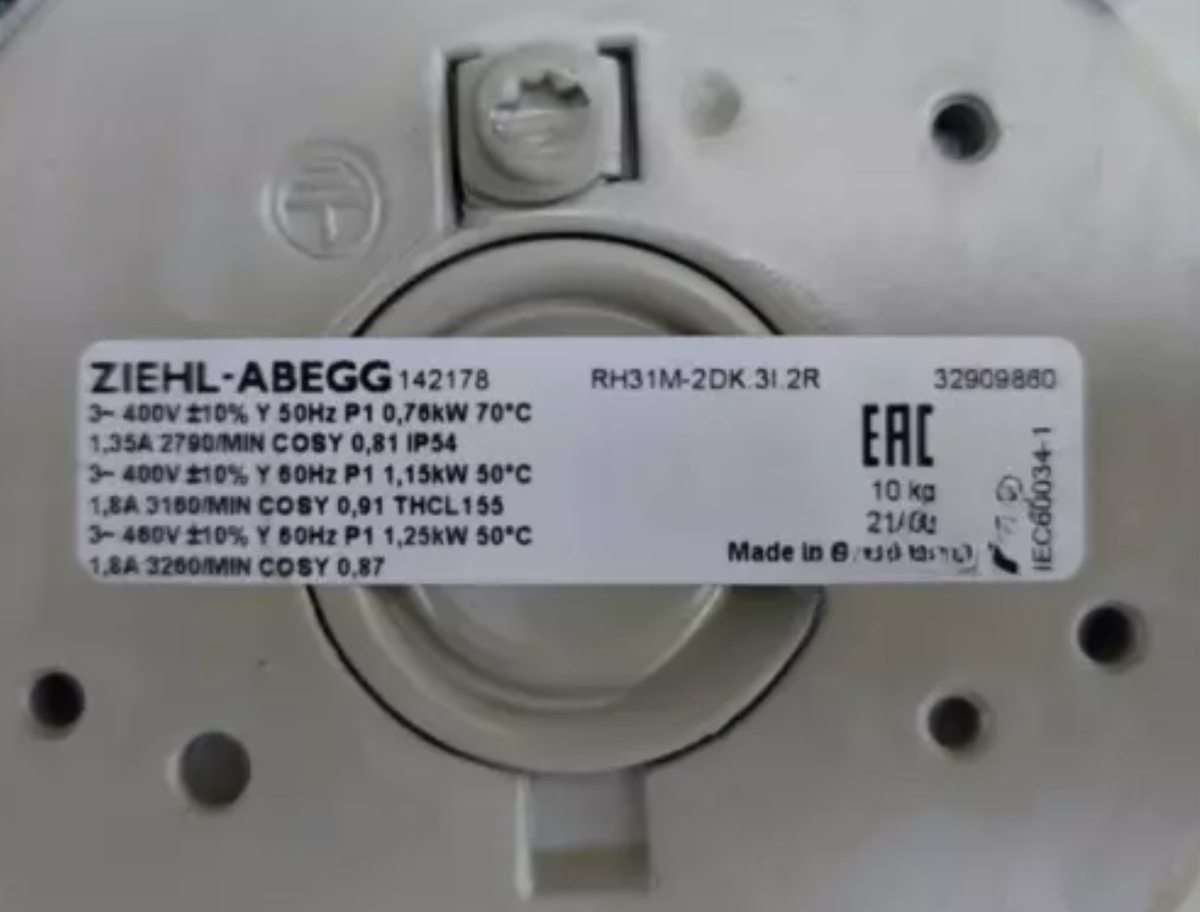 ZIEHL-ABEGG 142178 RH31M-2DK.3I.2R 32909860
3~ 400V ±10% Y 50Hz P1 0,76kW 70°C
1,35A 2790/MIN COSY 0,81 IP54
3~ 400V ±10% Y 60Hz P1 1,15kW 50°C
1,8A 3160/MIN COSY 0,91 THCL155
3~ 460V ±10% Y 60Hz P1 1,25kW 50°C
1,8A 3260/MIN COSY 0,87
EAC
10 kg
Made in
IEC60034-1